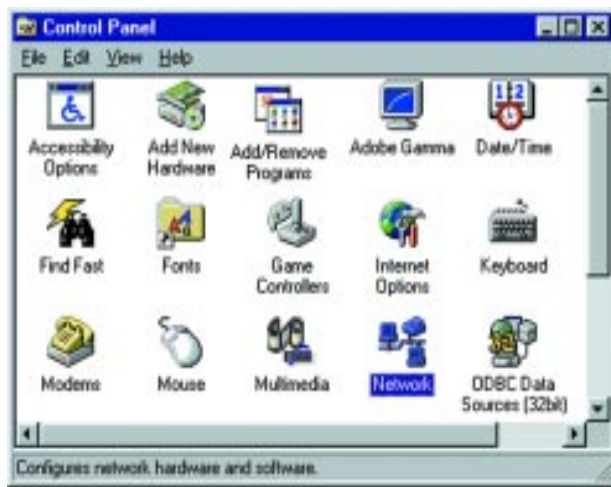 Control Panel
File Edit View Help
Accessibility Options
Add New Hardware
Add/Remove Programs
Adobe Gamma
Date/Time
Find Fast
Fonts
Game Controllers
Internet Options
Keyboard
Modems
Mouse
Multimedia
Network
ODBC Data Sources (32bit)
Configures network hardware and software.